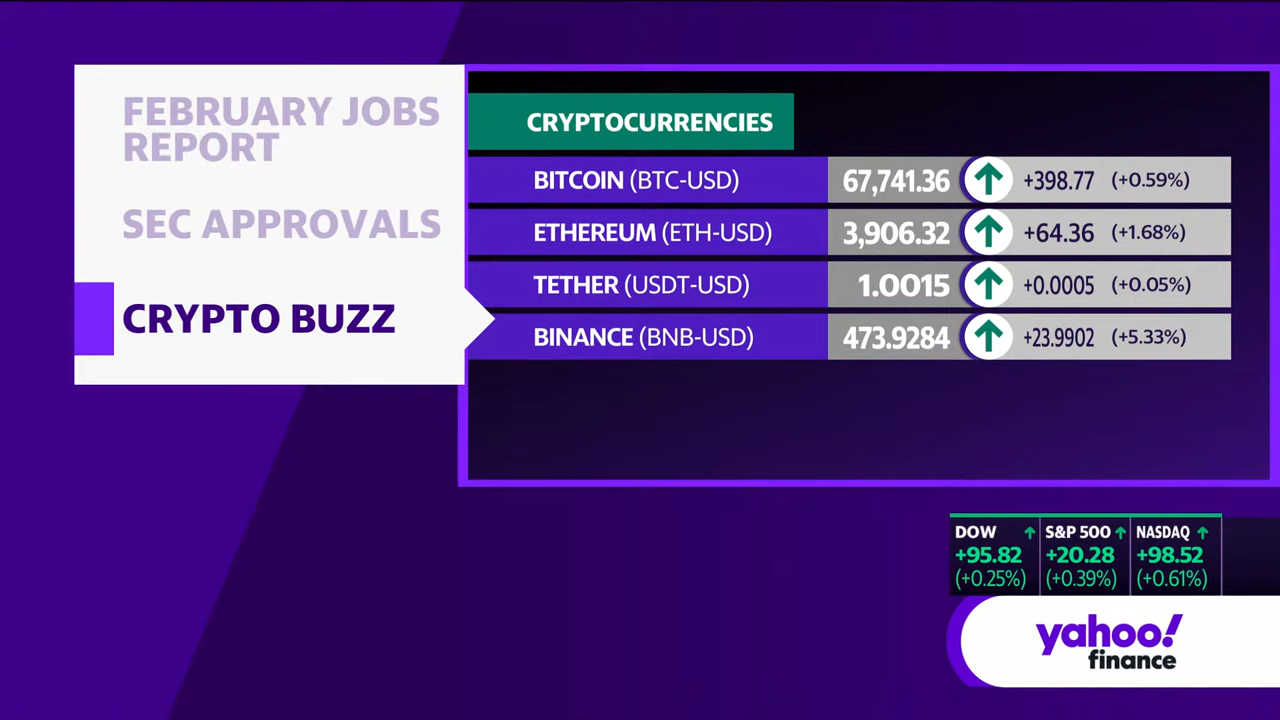 FEBRUARY JOBS
REPORT
SEC APPROVALS
CRYPTO BUZZ
CRYPTOCURRENCIES
BITCOIN (BTC-USD) 67,741.36 +398.77 (+0.59%)
ETHEREUM (ETH-USD) 3,906.32 +64.36 (+1.68%)
TETHER (USDT-USD) 1.0015 +0.0005 (+0.05%)
BINANCE (BNB-USD) 473.9284 +23.9902 (+5.33%)
DOW S&P 500 NASDAQ
+95.82 +20.28 +98.52
(+0.25%) (+0.39%) (+0.61%)
yahoo!
finance